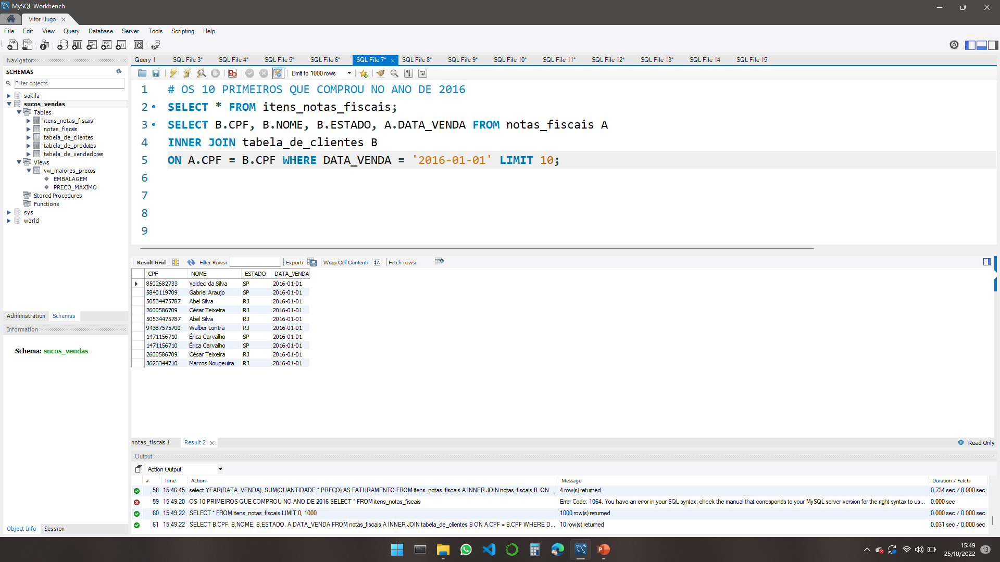 MySQL Workbench
Vitor Hugo
File Edit View Query Database Server Tools Scripting Help
Navigator
SCHEMAS
Filter objects
sakila
sucos_vendas
Tables
itens_notas_fiscais
notas_fiscais
tabela_de_clientes
tabela_de_produtos
tabela_de_vendedores
Views
vw_maiores_precos
EMBALAGEM
PRECO_MAXIMO
Stored Procedures
Functions
sys
world
Administration Schemas
Information
Schema: sucos_vendas
Object Info Session
Query 1 SQL File 3* SQL File 4* SQL File 5* SQL File 6* SQL File 7* SQL File 8* SQL File 9* SQL File 10* SQL File 11* SQL File 12* SQL File 13* SQL File 14 SQL File 15
Limit to 1000 rows
1 # OS 10 PRIMEIROS QUE COMPROU NO ANO DE 2016
2 SELECT * FROM itens_notas_fiscais;
3 SELECT B.CPF, B.NOME, B.ESTADO, A.DATA_VENDA FROM notas_fiscais A
4 INNER JOIN tabela_de_clientes B
5 ON A.CPF = B.CPF WHERE DATA_VENDA = '2016-01-01' LIMIT 10;
6
7
8
9
Result Grid Filter Rows: Export: Wrap Cell Content: Fetch rows:
CPF NOME ESTADO DATA_VENDA
8502682733 Valdeci da Silva SP 2016-01-01
5840119709 Gabriel Araujo SP 2016-01-01
50534475787 Abel Silva RJ 2016-01-01
2600586709 César Teixeira RJ 2016-01-01
50534475787 Abel Silva RJ 2016-01-01
94387575700 Walber Lontra RJ 2016-01-01
1471156710 Érica Carvalho SP 2016-01-01
1471156710 Érica Carvalho SP 2016-01-01
2600586709 César Teixeira RJ 2016-01-01
3623344710 Marcos Nougeuira RJ 2016-01-01
notas_fiscais 1 Result 2 Read Only
Output
Action Output
# Time Action Message Duration / Fetch
58 15:46:45 select YEAR(DATA_VENDA), SUM(QUANTIDADE * PRECO) AS FATURAMENTO FROM itens_notas_fiscais A INNER JOIN notas_fiscais B ON ... 4 row(s) returned 0.734 sec / 0.000 sec
59 15:49:20 OS 10 PRIMEIROS QUE COMPROU NO ANO DE 2016 SELECT * FROM itens_notas_fiscais Error Code: 1064. You have an error in your SQL syntax; check the manual that corresponds to your MySQL server version for the right syntax to us... 0.000 sec
60 15:49:22 SELECT * FROM itens_notas_fiscais LIMIT 0, 1000 1000 row(s) returned 0.000 sec / 0.000 sec
61 15:49:22 SELECT B.CPF, B.NOME, B.ESTADO, A.DATA_VENDA FROM notas_fiscais A INNER JOIN tabela_de_clientes B ON A.CPF = B.CPF WHERE D... 10 row(s) returned 0.031 sec / 0.000 sec
15:49
25/10/2022
13